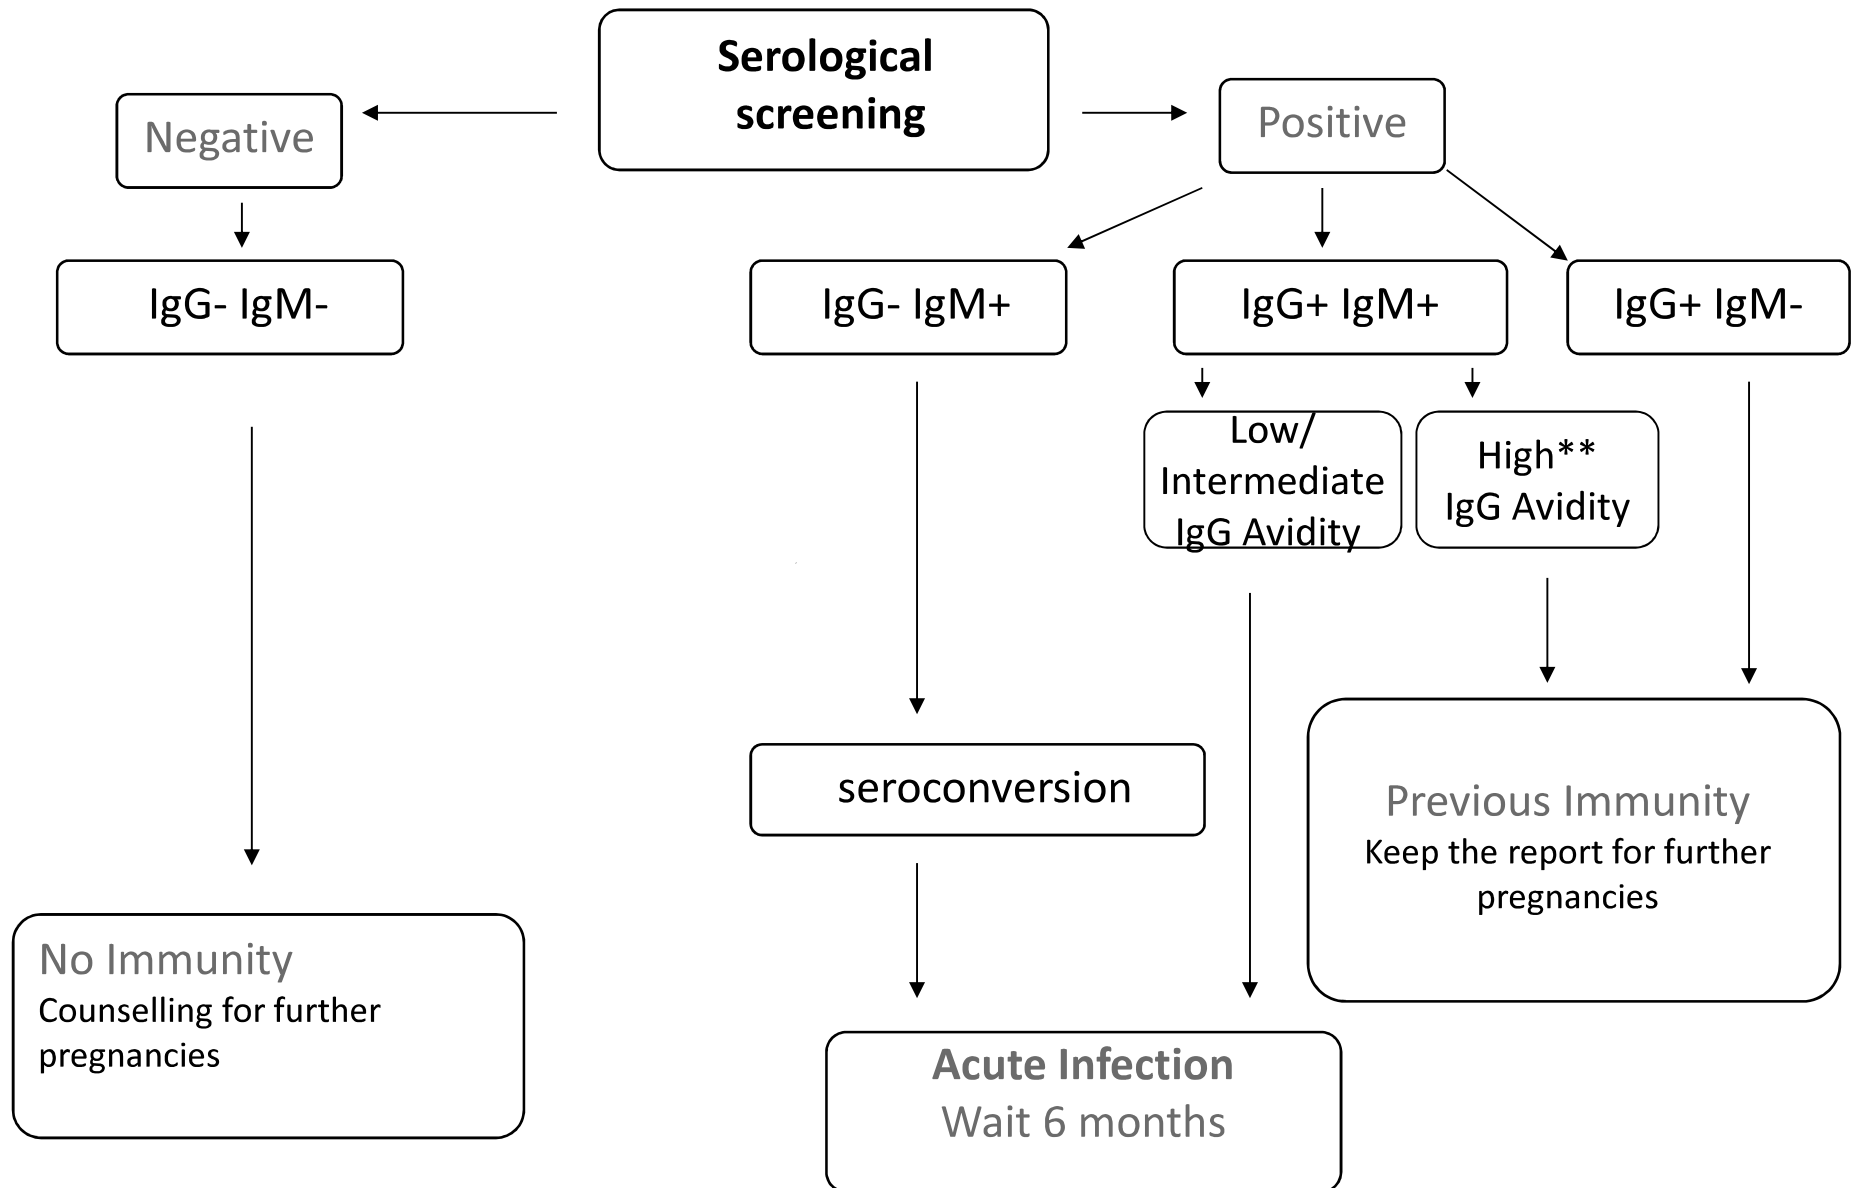 Serological
screening
Negative
Positive
IgG- IgM-
IgG- IgM+
IgG+ IgM+
IgG+ IgM-
Low/
Intermediate
IgG Avidity
High**
IgG Avidity
seroconversion
Previous Immunity
Keep the report for further
pregnancies
No Immunity
Counselling for further
pregnancies
Acute Infection
Wait 6 months